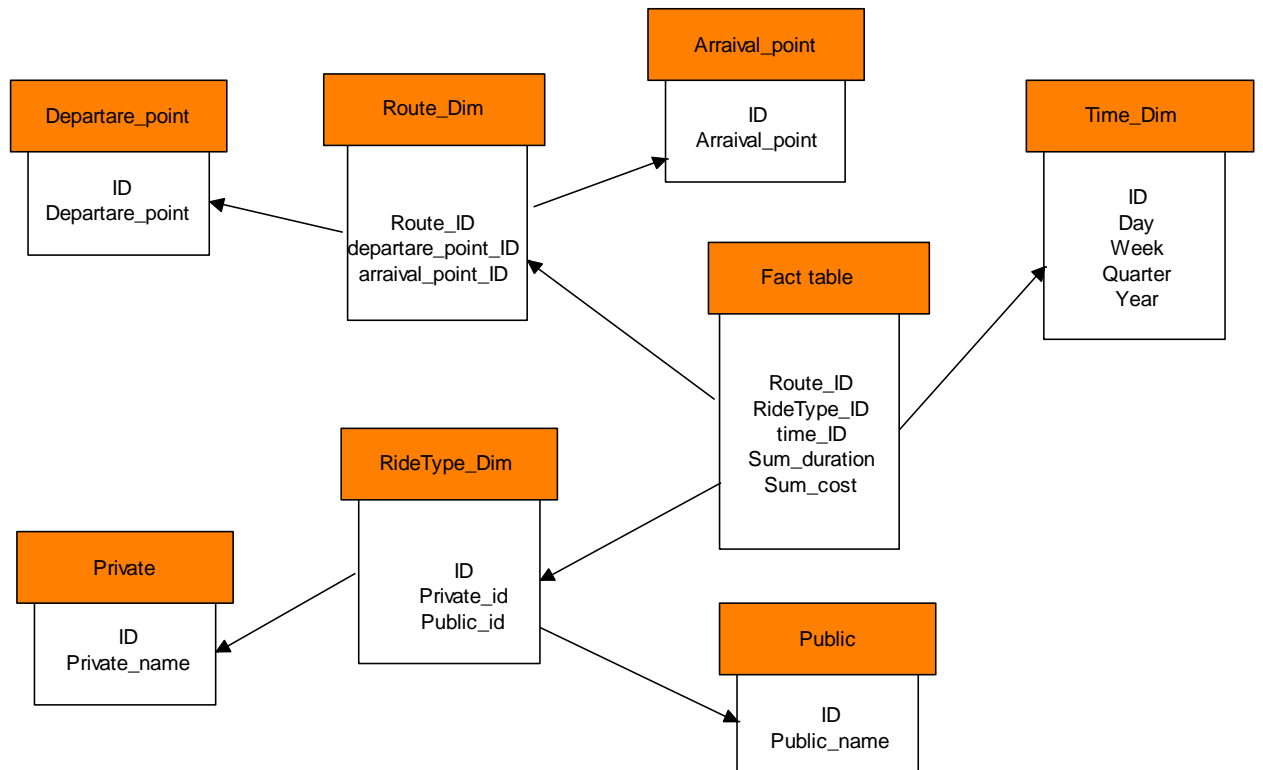 Departare_point
ID
Departare_point
Route_Dim
Route_ID
departare_point_ID
arraival_point_ID
Arraival_point
ID
Arraival_point
Time_Dim
ID
Day
Week
Quarter
Year
Fact table
Route_ID
RideType_ID
time_ID
Sum_duration
Sum_cost
RideType_Dim
ID
Private_id
Public_id
Private
ID
Private_name
Public
ID
Public_name